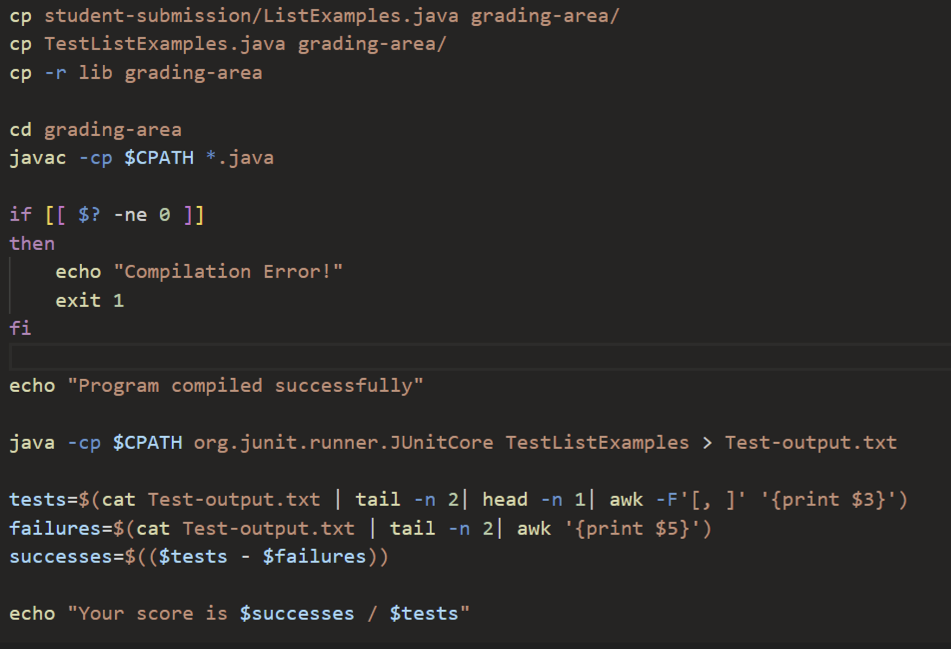 cp student-submission/ListExamples.java grading-area/
cp TestListExamples.java grading-area/
cp -r lib grading-area
cd grading-area
javac -cp $CPATH *.java
if [[ $? -ne 0 ]]
then
echo "Compilation Error!"
exit 1
fi
echo "Program compiled successfully"
java -cp $CPATH org.junit.runner.JUnitCore TestListExamples > Test-output.txt
tests=$(cat Test-output.txt | tail -n 2| head -n 1| awk -F'[, ]' '{print $3}')
failures=$(cat Test-output.txt | tail -n 2| awk '{print $5}')
successes=$(($tests - $failures))
echo "Your score is $successes / $tests"